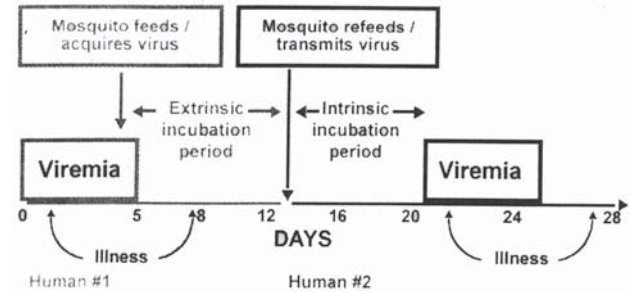 Mosquito feeds /
acquires virus
Mosquito refeeds /
transmits virus
Extrinsic
incubation
period
Intrinsic
incubation
period
Viremia
Viremia
0 5 8 12 16 20 24 28
DAYS
Illness
Illness
Human #1
Human #2